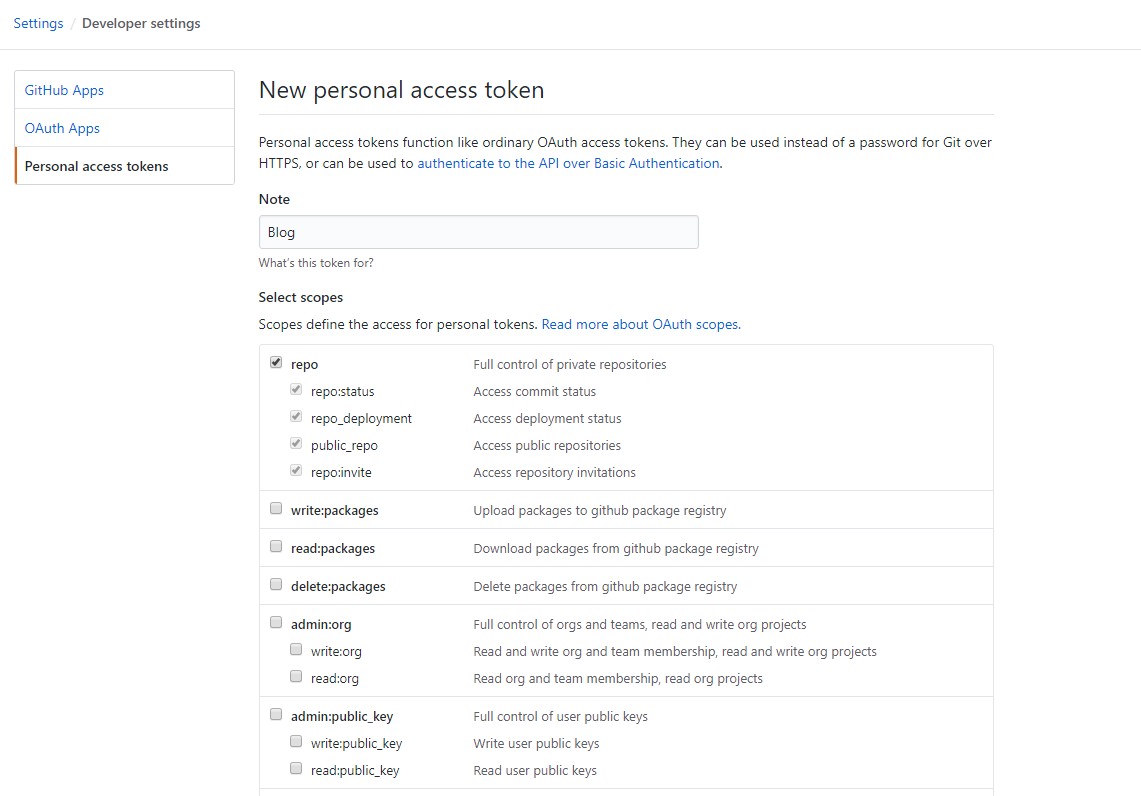 Settings / Developer settings
GitHub Apps
OAuth Apps
Personal access tokens
New personal access token
Personal access tokens function like ordinary OAuth access tokens. They can be used instead of a password for Git over
HTTPS, or can be used to authenticate to the API over Basic Authentication.
Note
Blog
What's this token for?
Select scopes
Scopes define the access for personal tokens. Read more about OAuth scopes.
repo Full control of private repositories
repo:status Access commit status
repo_deployment Access deployment status
public_repo Access public repositories
repo:invite Access repository invitations
write:packages Upload packages to github package registry
read:packages Download packages from github package registry
delete:packages Delete packages from github package registry
admin:org Full control of orgs and teams, read and write org projects
write:org Read and write org and team membership, read and write org projects
read:org Read org and team membership, read org projects
admin:public_key Full control of user public keys
write:public_key Write user public keys
read:public_key Read user public keys